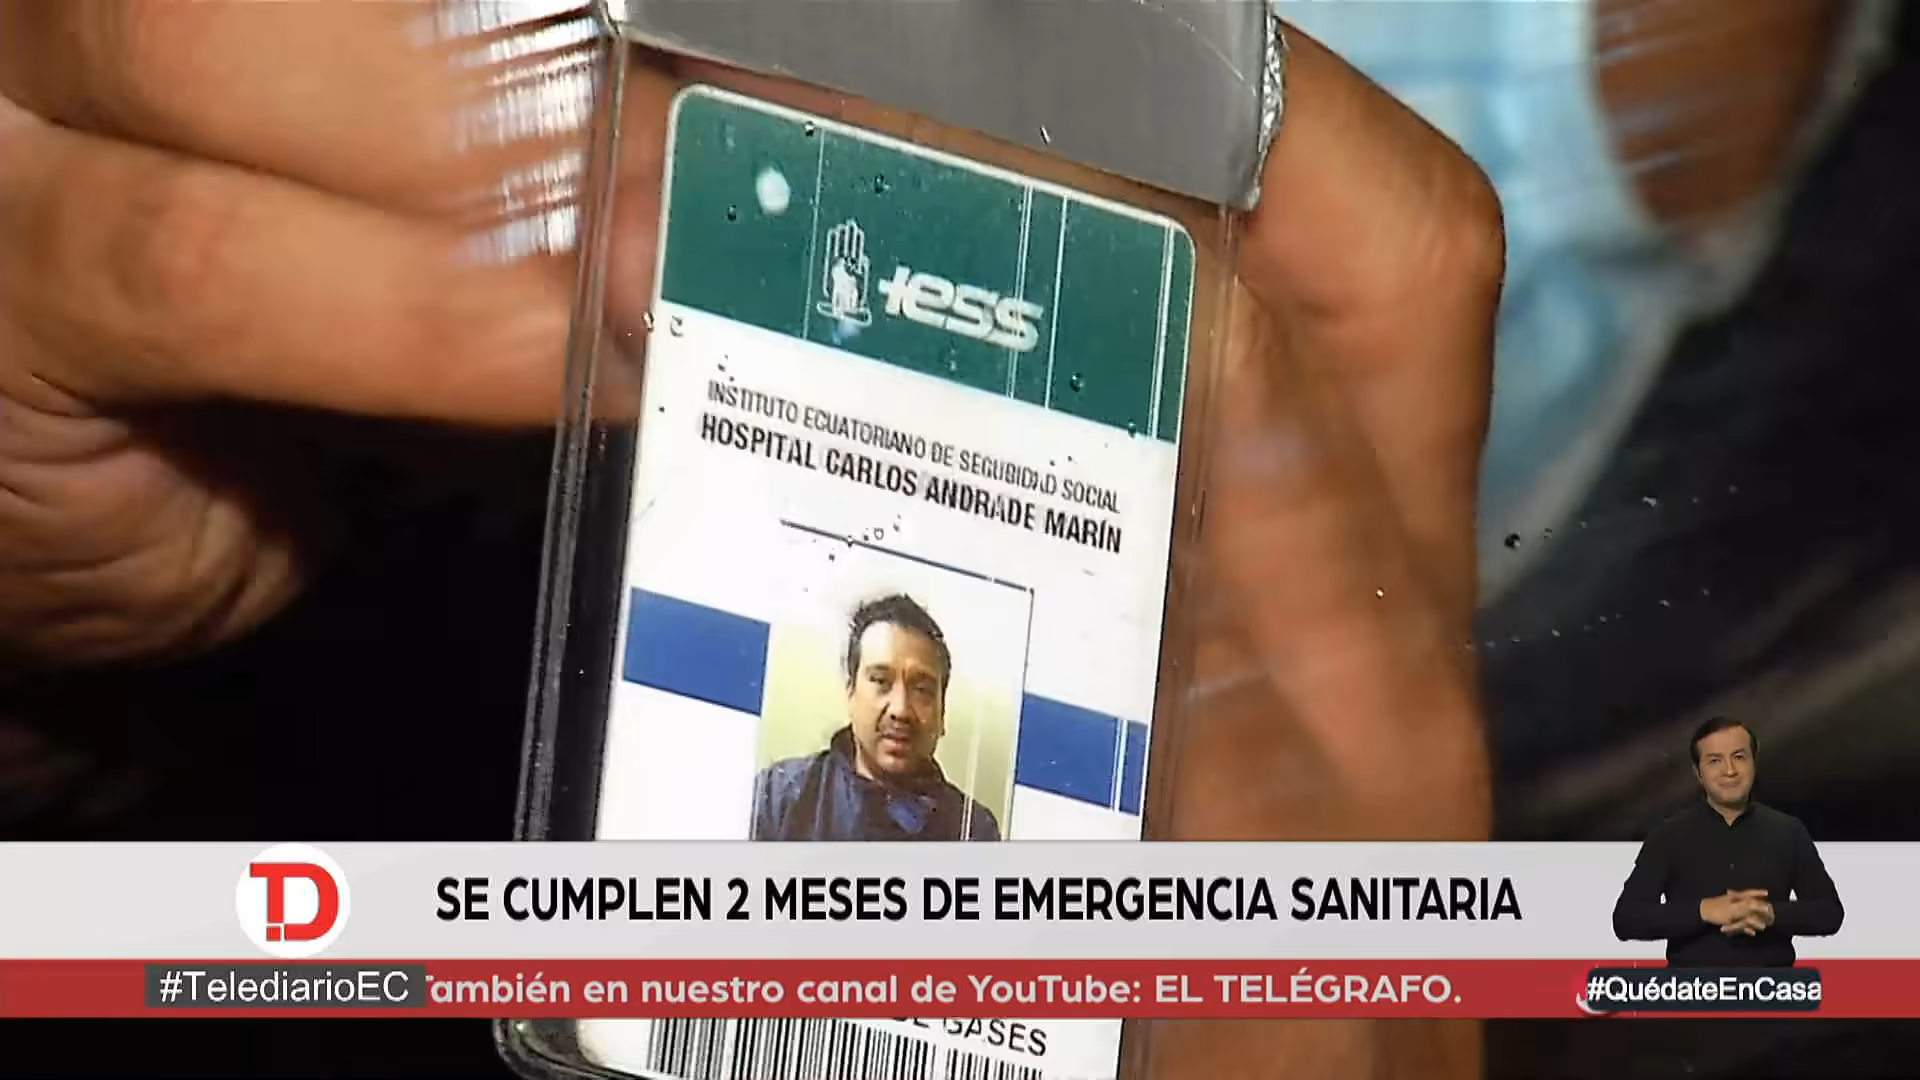 iess
INSTITUTO ECUATORIANO DE SEGURIDAD SOCIAL
HOSPITAL CARLOS ANDRADE MARÍN
SE CUMPLEN 2 MESES DE EMERGENCIA SANITARIA
#TelediarioEC
También en nuestro canal de YouTube: EL TELÉGRAFO.
#QuédateEnCasa
GASES